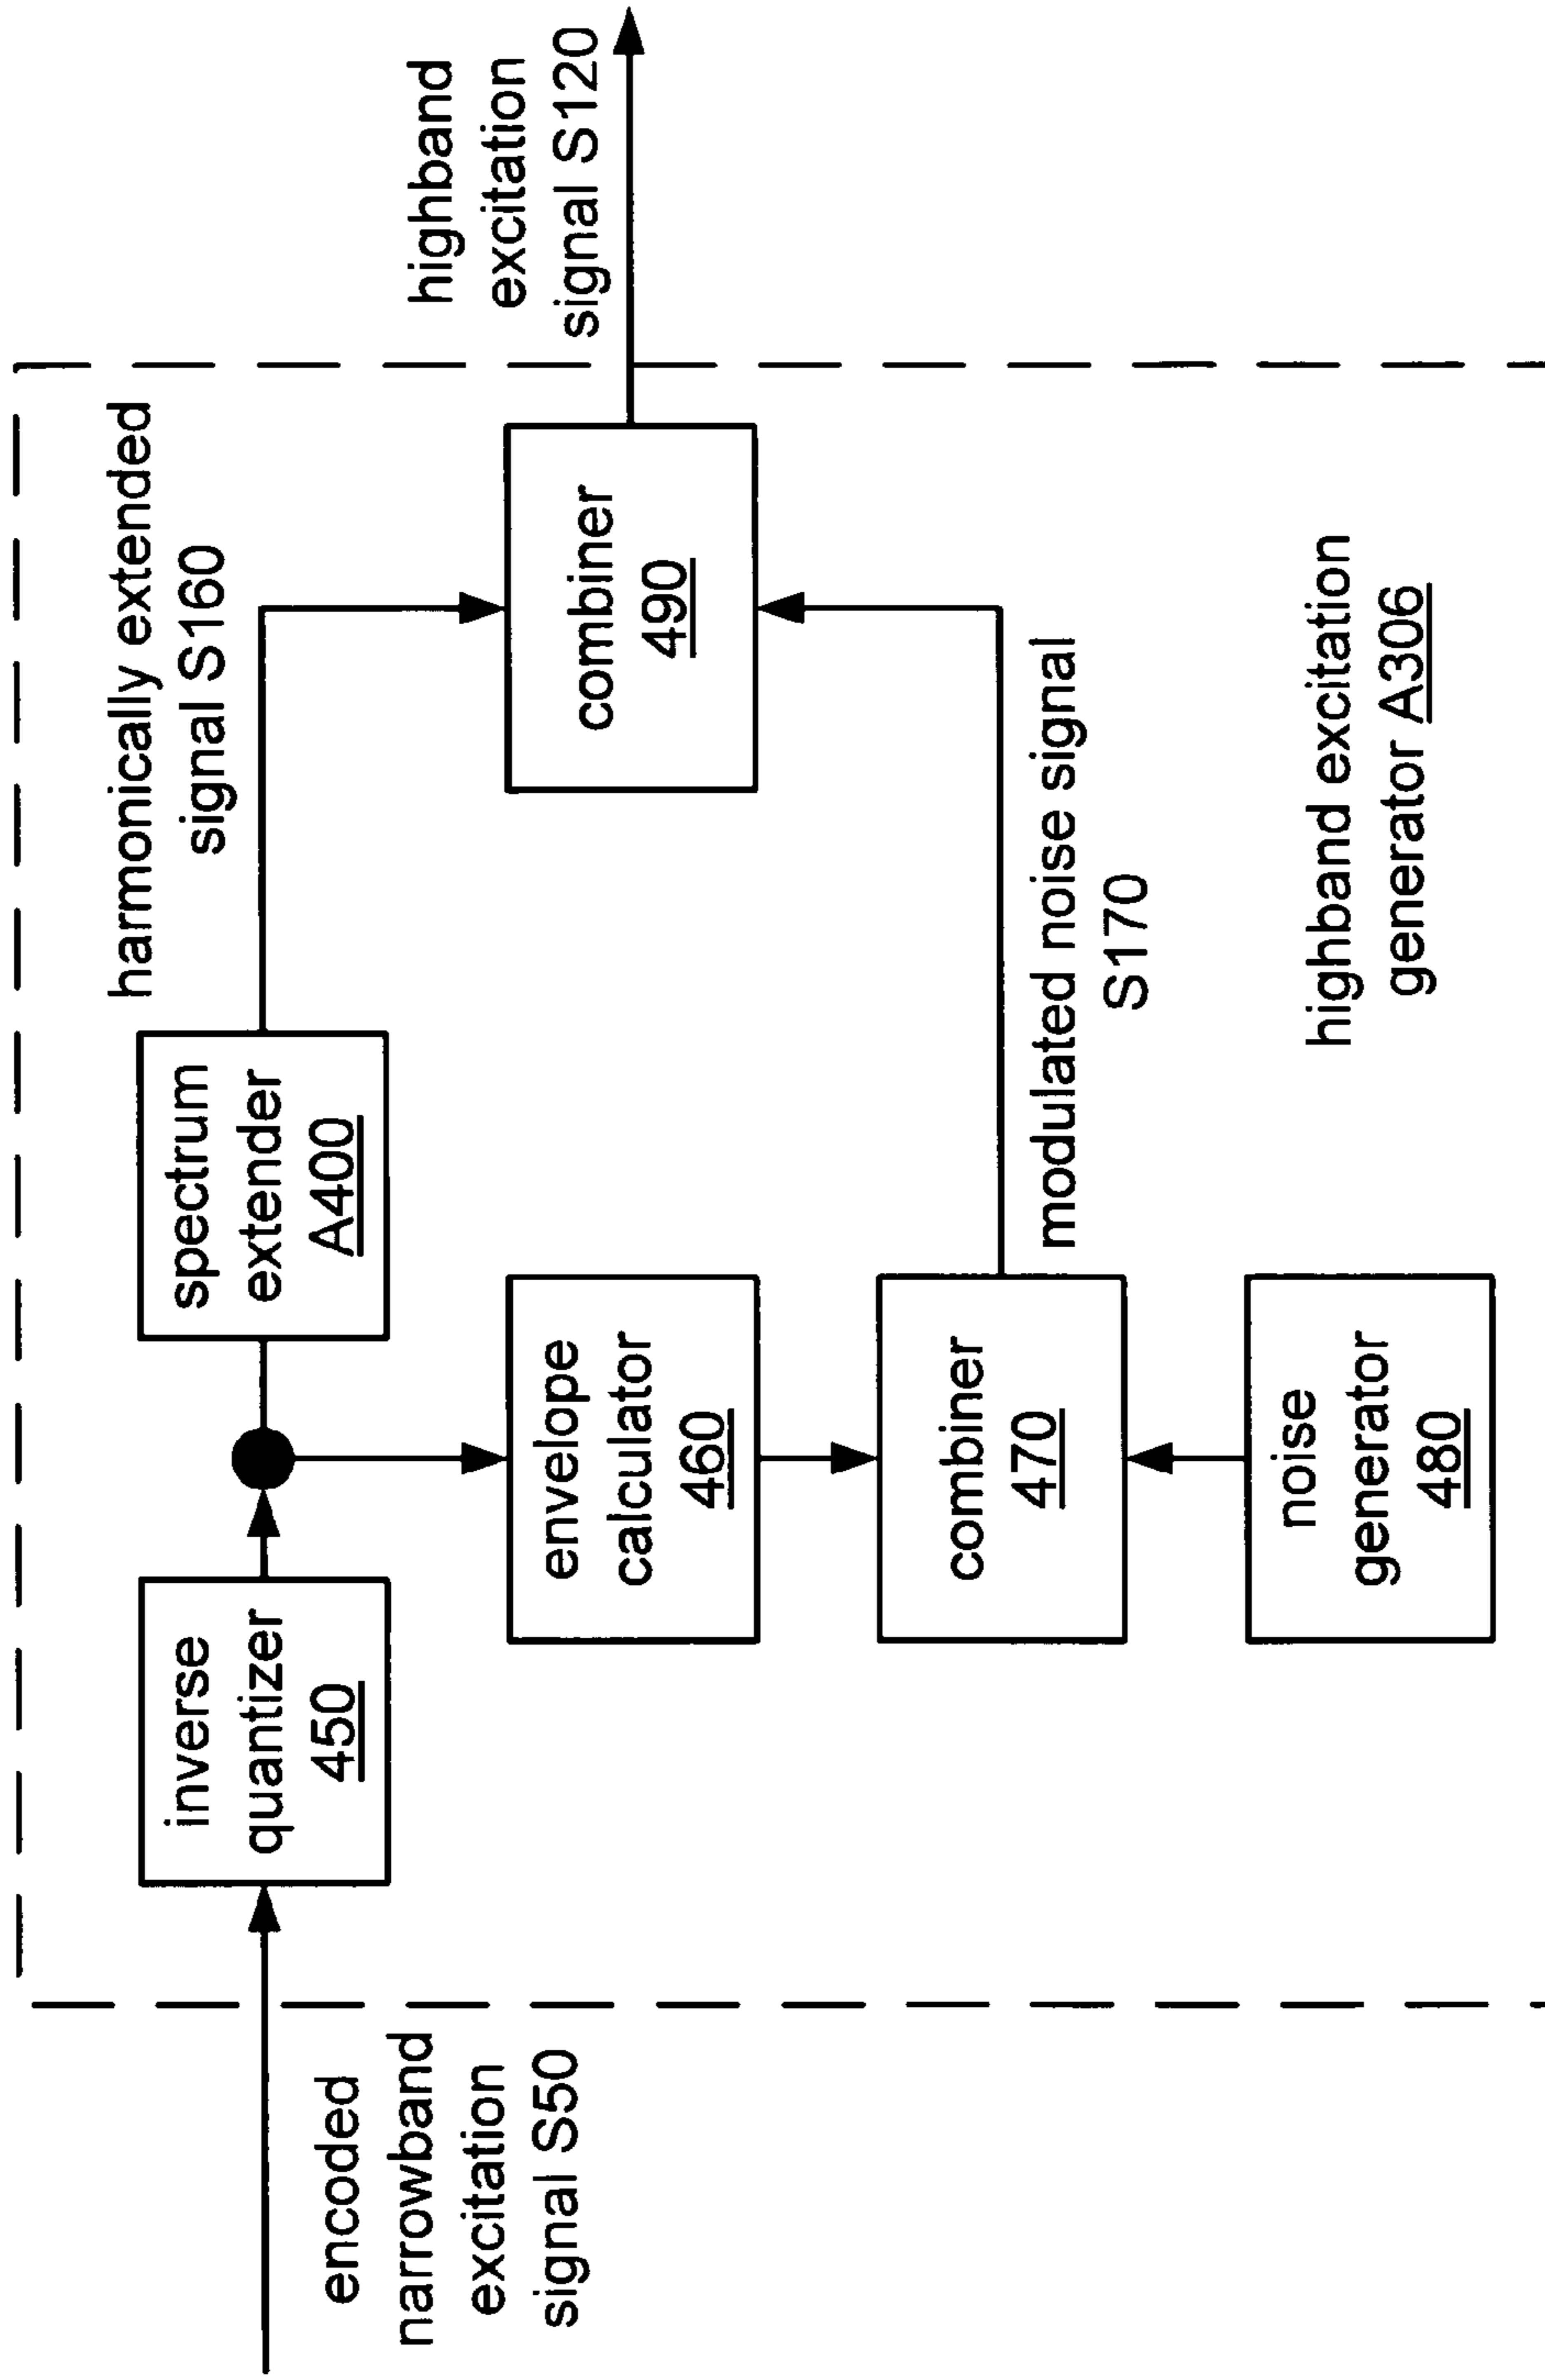 encoded
narrowband
excitation
signal S50
inverse
quantizer
450
spectrum
extender
A400
harmonically extended
signal S160
envelope
calculator
460
combiner
470
noise
generator
480
modulated noise signal
S170
combiner
490
highband
excitation
signal S120
highband excitation
generator A306